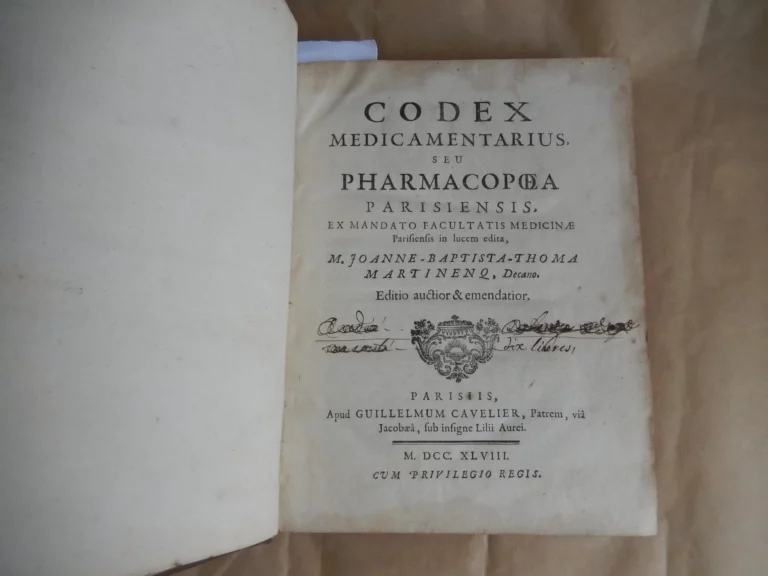 CODEX
MEDICAMENTARIUS,
SEU
PHARMACOPŒA
PARISIENSIS,
EX MANDATO FACULTATIS MEDICINÆ
Parisiensis in lucem edita,
M. JOANNE-BAPTISTA-THOMA
MARTINENQ, Decano.
Editio auctior & emendatior.
dix livres,
PARISIIS,
Apud GUILLELMUM CAVELIER, Patrem, viâ
Jacobæâ, sub insigne Lilii Aurei.
M. DCC. XLVIII.
CVM PRIVILEGIO REGIS.